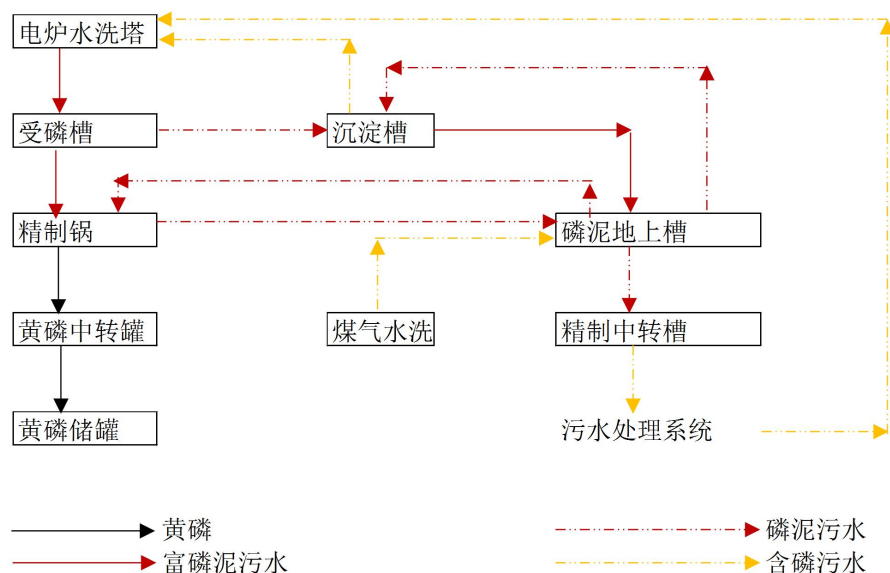 电炉水洗塔
受磷槽
沉淀槽
精制锅
磷泥地上槽
黄磷中转罐
煤气水洗
精制中转槽
黄磷储罐
污水处理系统
黄磷
磷泥污水
富磷泥污水
含磷污水